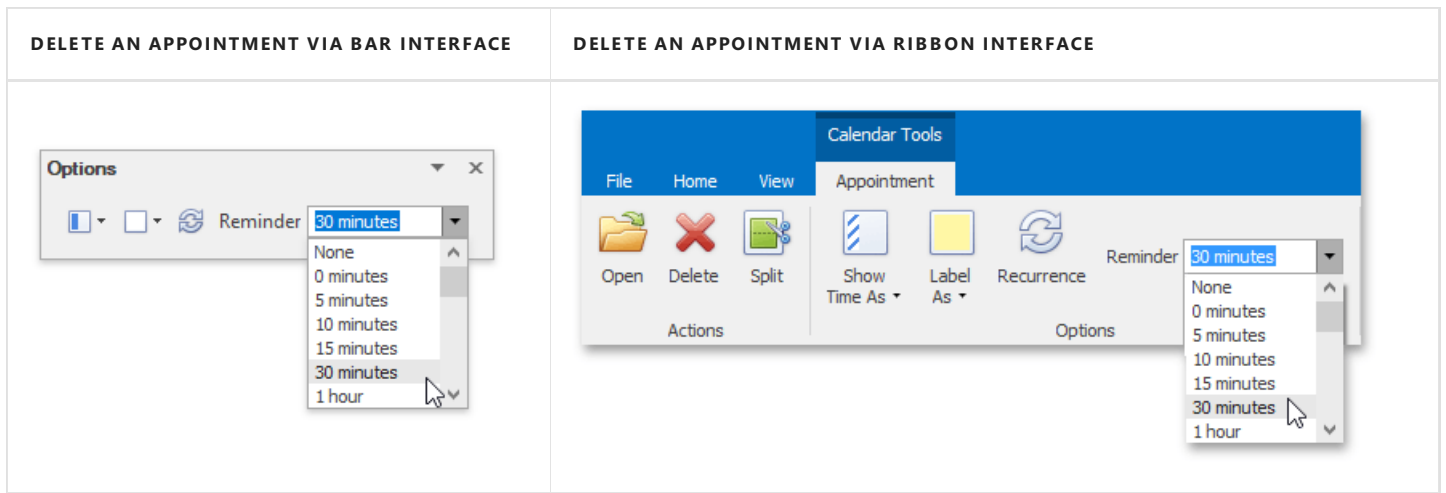 DELETE AN APPOINTMENT VIA BAR INTERFACE
DELETE AN APPOINTMENT VIA RIBBON INTERFACE
Options
Reminder 30 minutes
None
0 minutes
5 minutes
10 minutes
15 minutes
30 minutes
1 hour
Calendar Tools
File Home View Appointment
Open Delete Split
Show
Time As
Label
As
Recurrence
Reminder 30 minutes
None
0 minutes
5 minutes
10 minutes
15 minutes
30 minutes
1 hour
Actions
Options